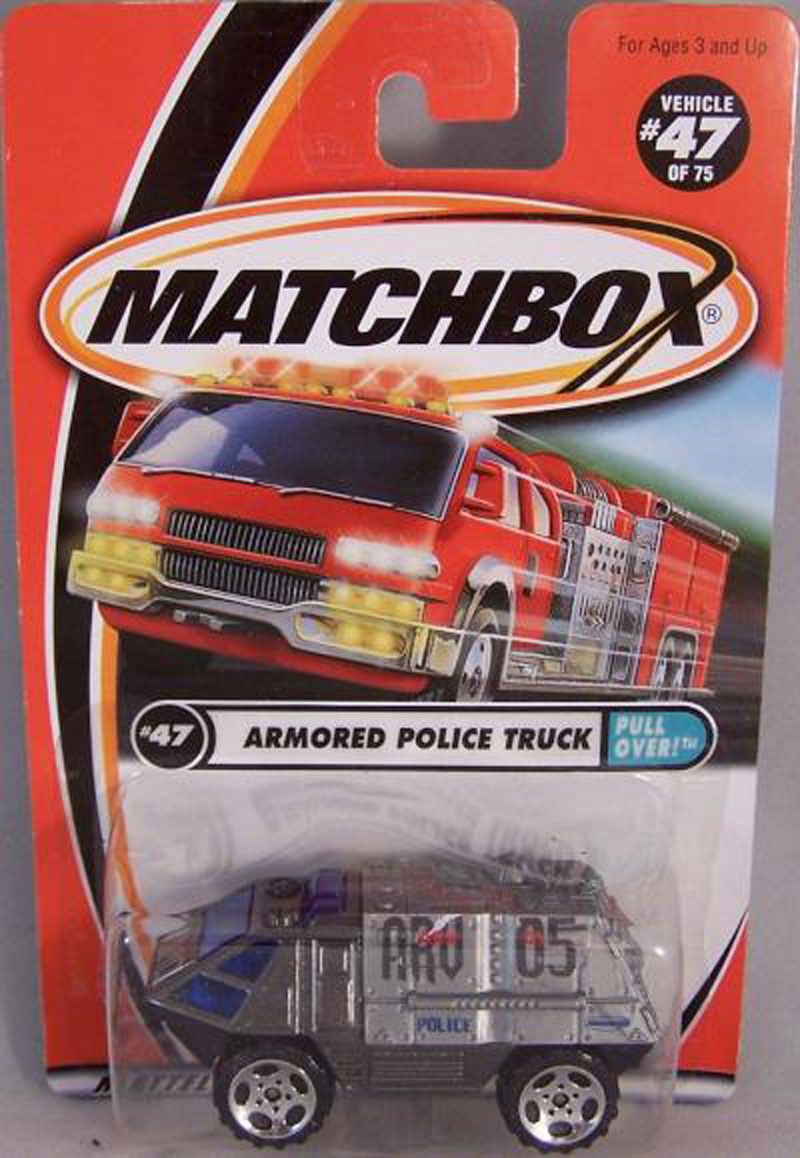 For Ages 3 and Up
VEHICLE
#47
OF 75
MATCHBOX®
#47
ARMORED POLICE TRUCK
PULL
OVER!™
ARV 05
POLICE
MATTEL